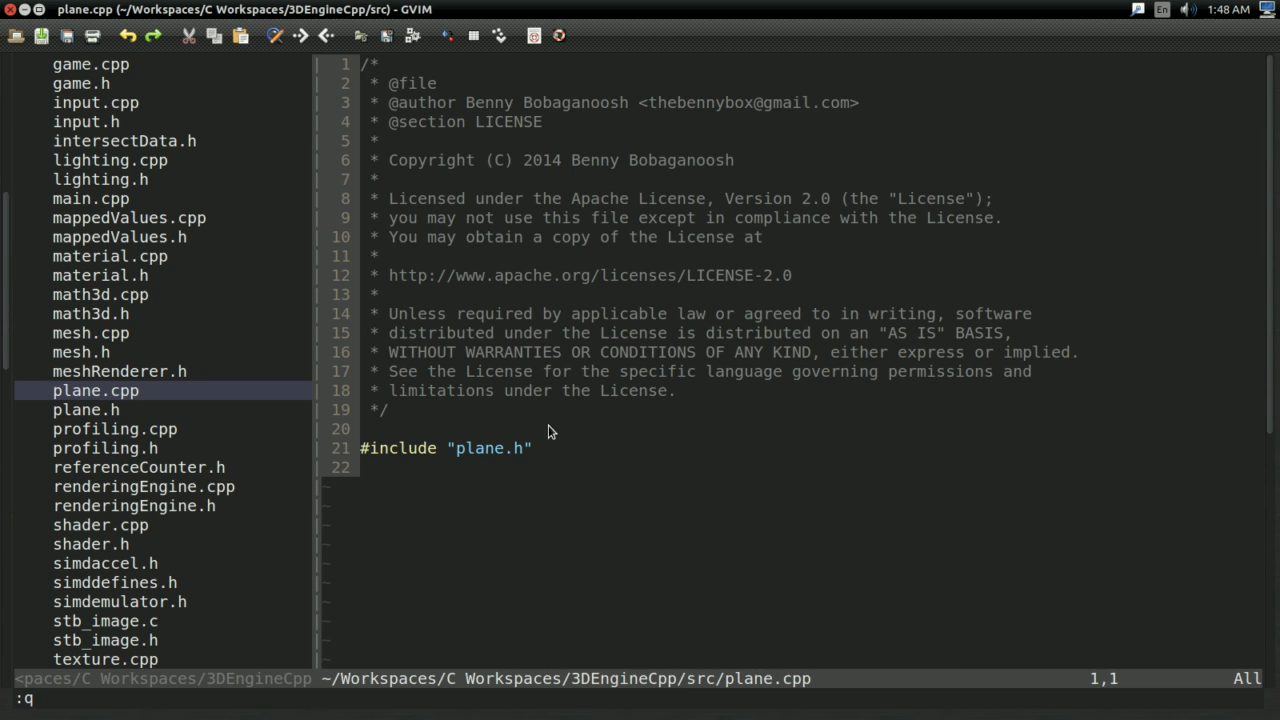 plane.cpp (~/Workspaces/C Workspaces/3DEngineCpp/src) - GVIM
En
1:48 AM
game.cpp
game.h
input.cpp
input.h
intersectData.h
lighting.cpp
lighting.h
main.cpp
mappedValues.cpp
mappedValues.h
material.cpp
material.h
math3d.cpp
math3d.h
mesh.cpp
mesh.h
meshRenderer.h
plane.cpp
plane.h
profiling.cpp
profiling.h
referenceCounter.h
renderingEngine.cpp
renderingEngine.h
shader.cpp
shader.h
simdaccel.h
simddefines.h
simdemulator.h
stb_image.c
stb_image.h
texture.cpp
1 /*
2  * @file
3  * @author Benny Bobaganoosh <thebennybox@gmail.com>
4  * @section LICENSE
5  *
6  * Copyright (C) 2014 Benny Bobaganoosh
7  *
8  * Licensed under the Apache License, Version 2.0 (the "License");
9  * you may not use this file except in compliance with the License.
10  * You may obtain a copy of the License at
11  *
12  * http://www.apache.org/licenses/LICENSE-2.0
13  *
14  * Unless required by applicable law or agreed to in writing, software
15  * distributed under the License is distributed on an "AS IS" BASIS,
16  * WITHOUT WARRANTIES OR CONDITIONS OF ANY KIND, either express or implied.
17  * See the License for the specific language governing permissions and
18  * limitations under the License.
19  */
20
21 #include "plane.h"
22
<paces/C Workspaces/3DEngineCpp ~/Workspaces/C Workspaces/3DEngineCpp/src/plane.cpp 1,1 All
:q